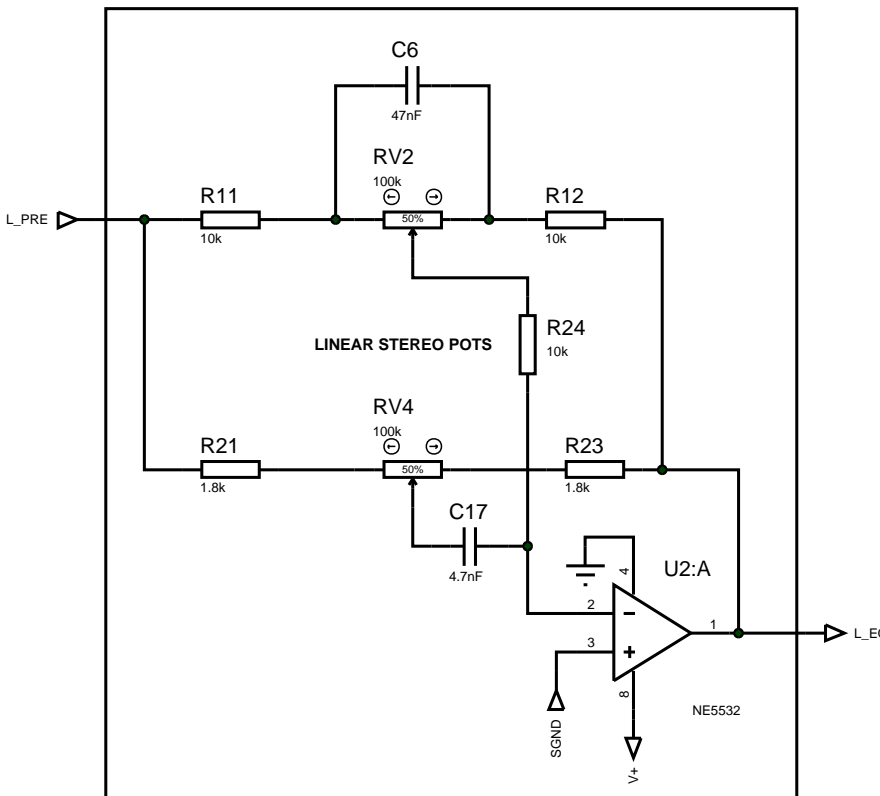 C6
47nF
RV2
100k
50%
R11
10k
R12
10k
L_PRE
R24
10k
LINEAR STEREO POTS
RV4
100k
50%
R21
1.8k
R23
1.8k
C17
4.7nF
U2:A
4
2
3
1
8
NE5532
SGND
V+